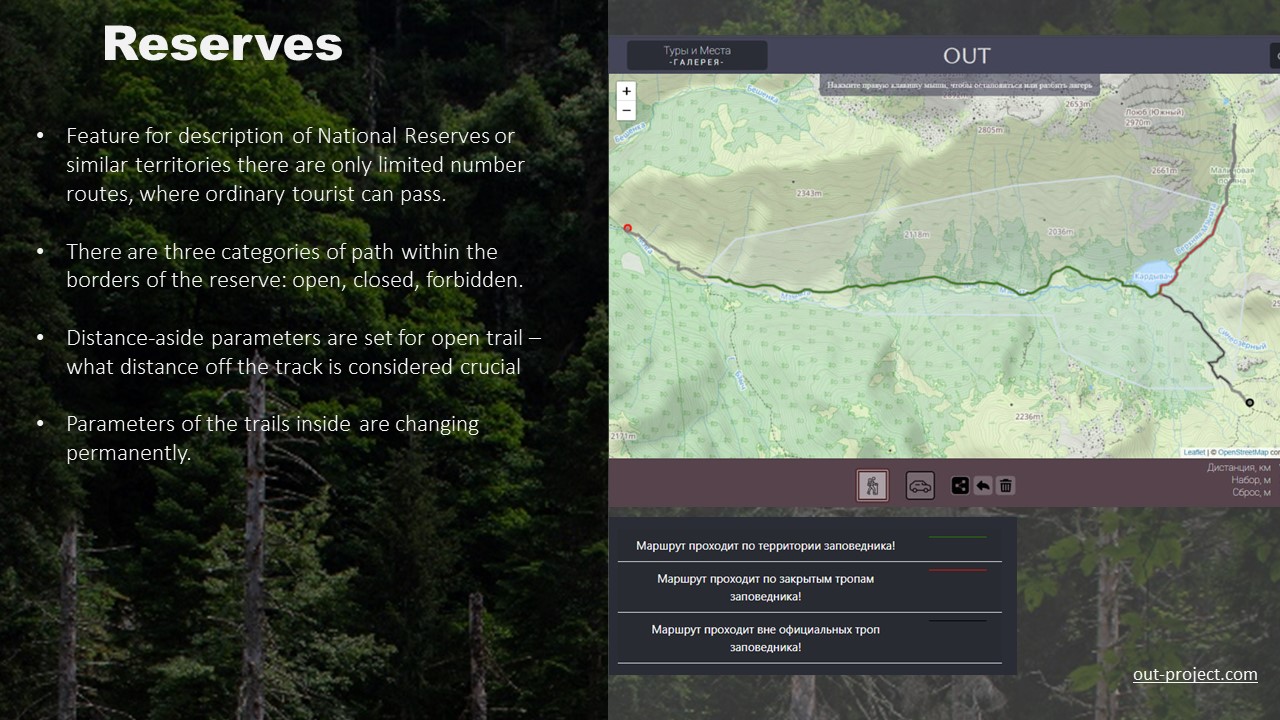 Reserves
• Feature for description of National Reserves or
similar territories there are only limited number
routes, where ordinary tourist can pass.
• There are three categories of path within the
borders of the reserve: open, closed, forbidden.
• Distance-aside parameters are set for open trail –
what distance off the track is considered crucial
• Parameters of the trails inside are changing
permanently.
Туры и Места
-ГАЛЕРЕЯ-
OUT
+
−
Нажмите правую клавишу мыши, чтобы остановиться или разбить лагерь
Бешенка
Бешенка
2653m
2805m
Лоюб (Южный)
2970m
2661m
Малиновая
2343m
2118m
2036m
Кардывач
2236m
Leaflet | © OpenStreetMap
Дистанция, км
Набор, м
Сброс, м
Маршрут проходит по территории заповедника!
Маршрут проходит по закрытым тропам
заповедника!
Маршрут проходит вне официальных троп
заповедника!
out-project.com